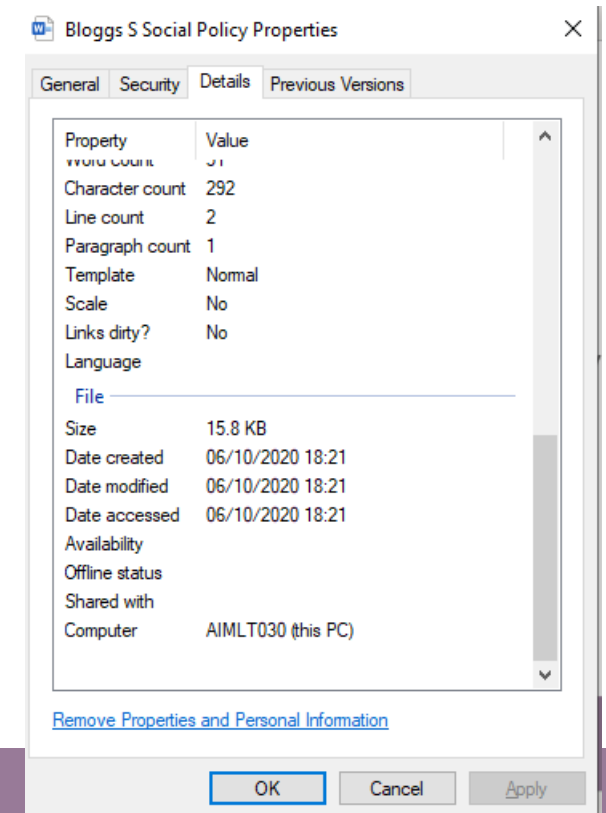 Bloggs S Social Policy Properties
General Security Details Previous Versions
Property Value
Word count 51
Character count 292
Line count 2
Paragraph count 1
Template Normal
Scale No
Links dirty? No
Language
File
Size 15.8 KB
Date created 06/10/2020 18:21
Date modified 06/10/2020 18:21
Date accessed 06/10/2020 18:21
Availability
Offline status
Shared with
Computer AIMLT030 (this PC)
Remove Properties and Personal Information
OK Cancel Apply